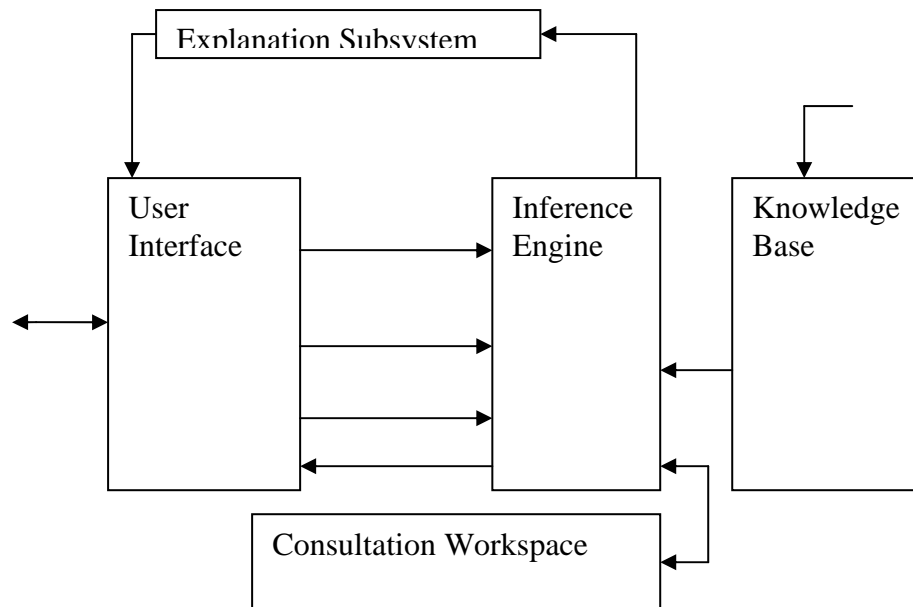 Explanation Subsystem
User
Interface
Inference
Engine
Knowledge
Base
Consultation Workspace